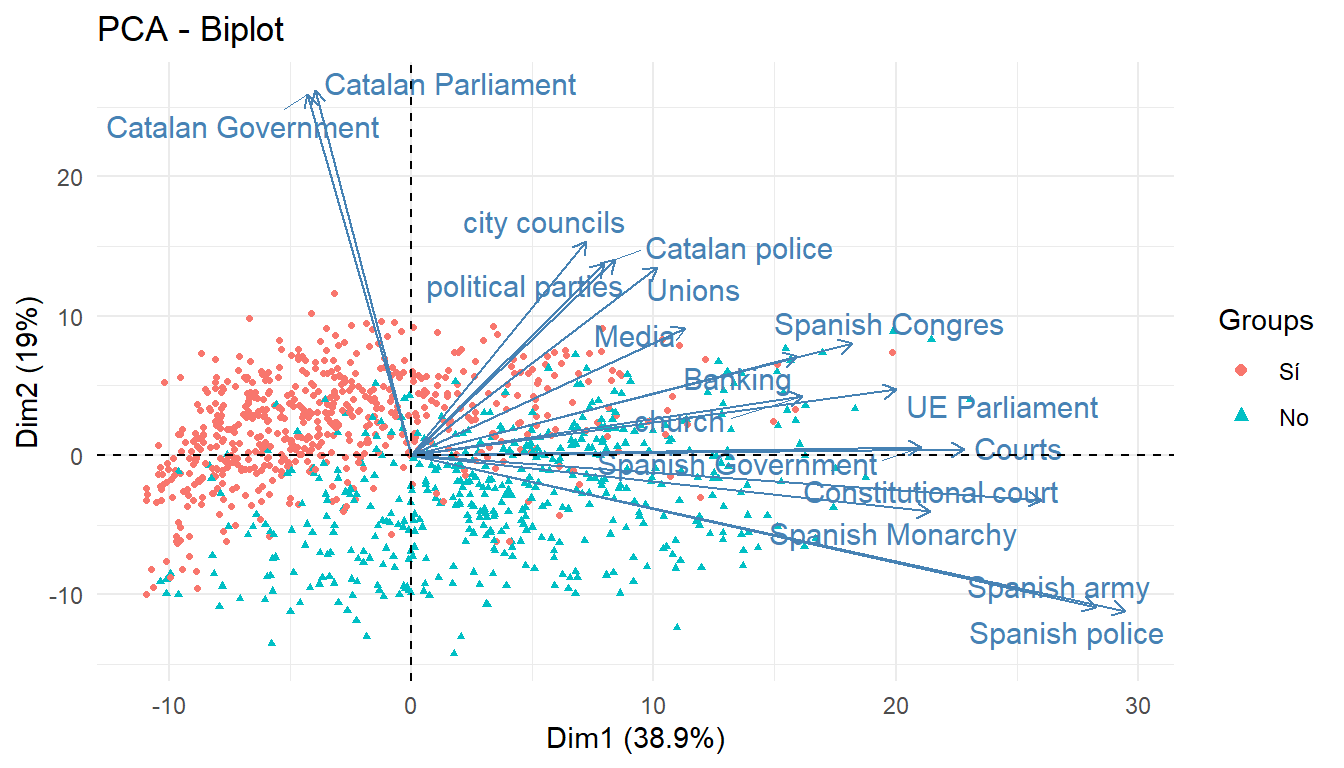 PCA - Biplot
Catalan Parliament
Catalan Government
20
city councils
Catalan police
political parties
Unions
10
Media
Spanish Congres
Banking
UE Parliament
church
0
Courts
Spanish Government
Constitutional court
Spanish Monarchy
-10
Spanish army
Spanish police
-10
0
10
20
30
Dim1 (38.9%)
Dim2 (19%)
Groups
Sí
No